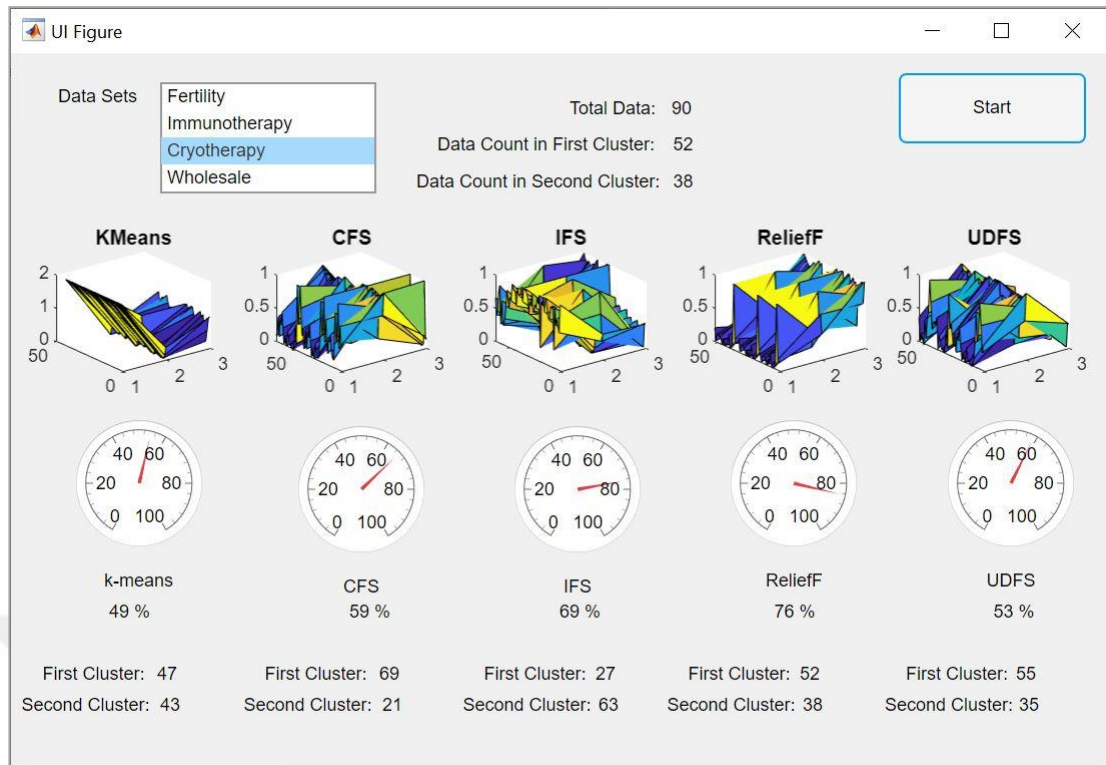 UI Figure
Data Sets
Fertility
Immunotherapy
Cryotherapy
Wholesale
Total Data: 90
Data Count in First Cluster: 52
Data Count in Second Cluster: 38
Start
KMeans CFS IFS ReliefF UDFS
2 1 1 1 1
1 0.5 0.5 0.5 0.5
0 0 0 0 0
50 3 50 3 50 3 50 3 50 3
2 2 2 2 2
0 1 0 1 0 1 0 1 0 1
40 60 40 60 40 60 40 60 40 60
20 80 20 80 20 80 20 80 20 80
0 100 0 100 0 100 0 100 0 100
k-means CFS IFS ReliefF UDFS
49 % 59 % 69 % 76 % 53 %
First Cluster: 47 First Cluster: 69 First Cluster: 27 First Cluster: 52 First Cluster: 55
Second Cluster: 43 Second Cluster: 21 Second Cluster: 63 Second Cluster: 38 Second Cluster: 35